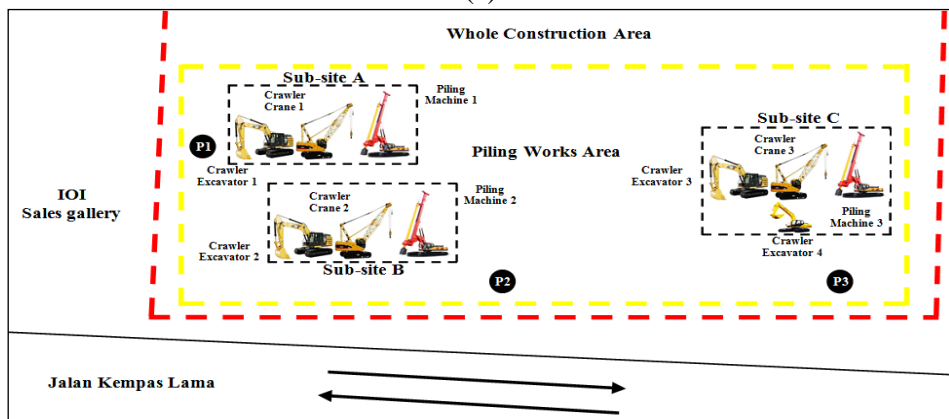 Whole Construction Area
Sub-site A
Crawler
Crane 1
Piling
Machine 1
P1
Crawler
Excavator 1
Piling Works Area
Sub-site C
Crawler
Crane 3
Crawler
Excavator 3
Piling
Machine 3
Crawler
Excavator 4
IOI
Sales gallery
Crawler
Crane 2
Piling
Machine 2
Crawler
Excavator 2
Sub-site B
P2
P3
Jalan Kempas Lama